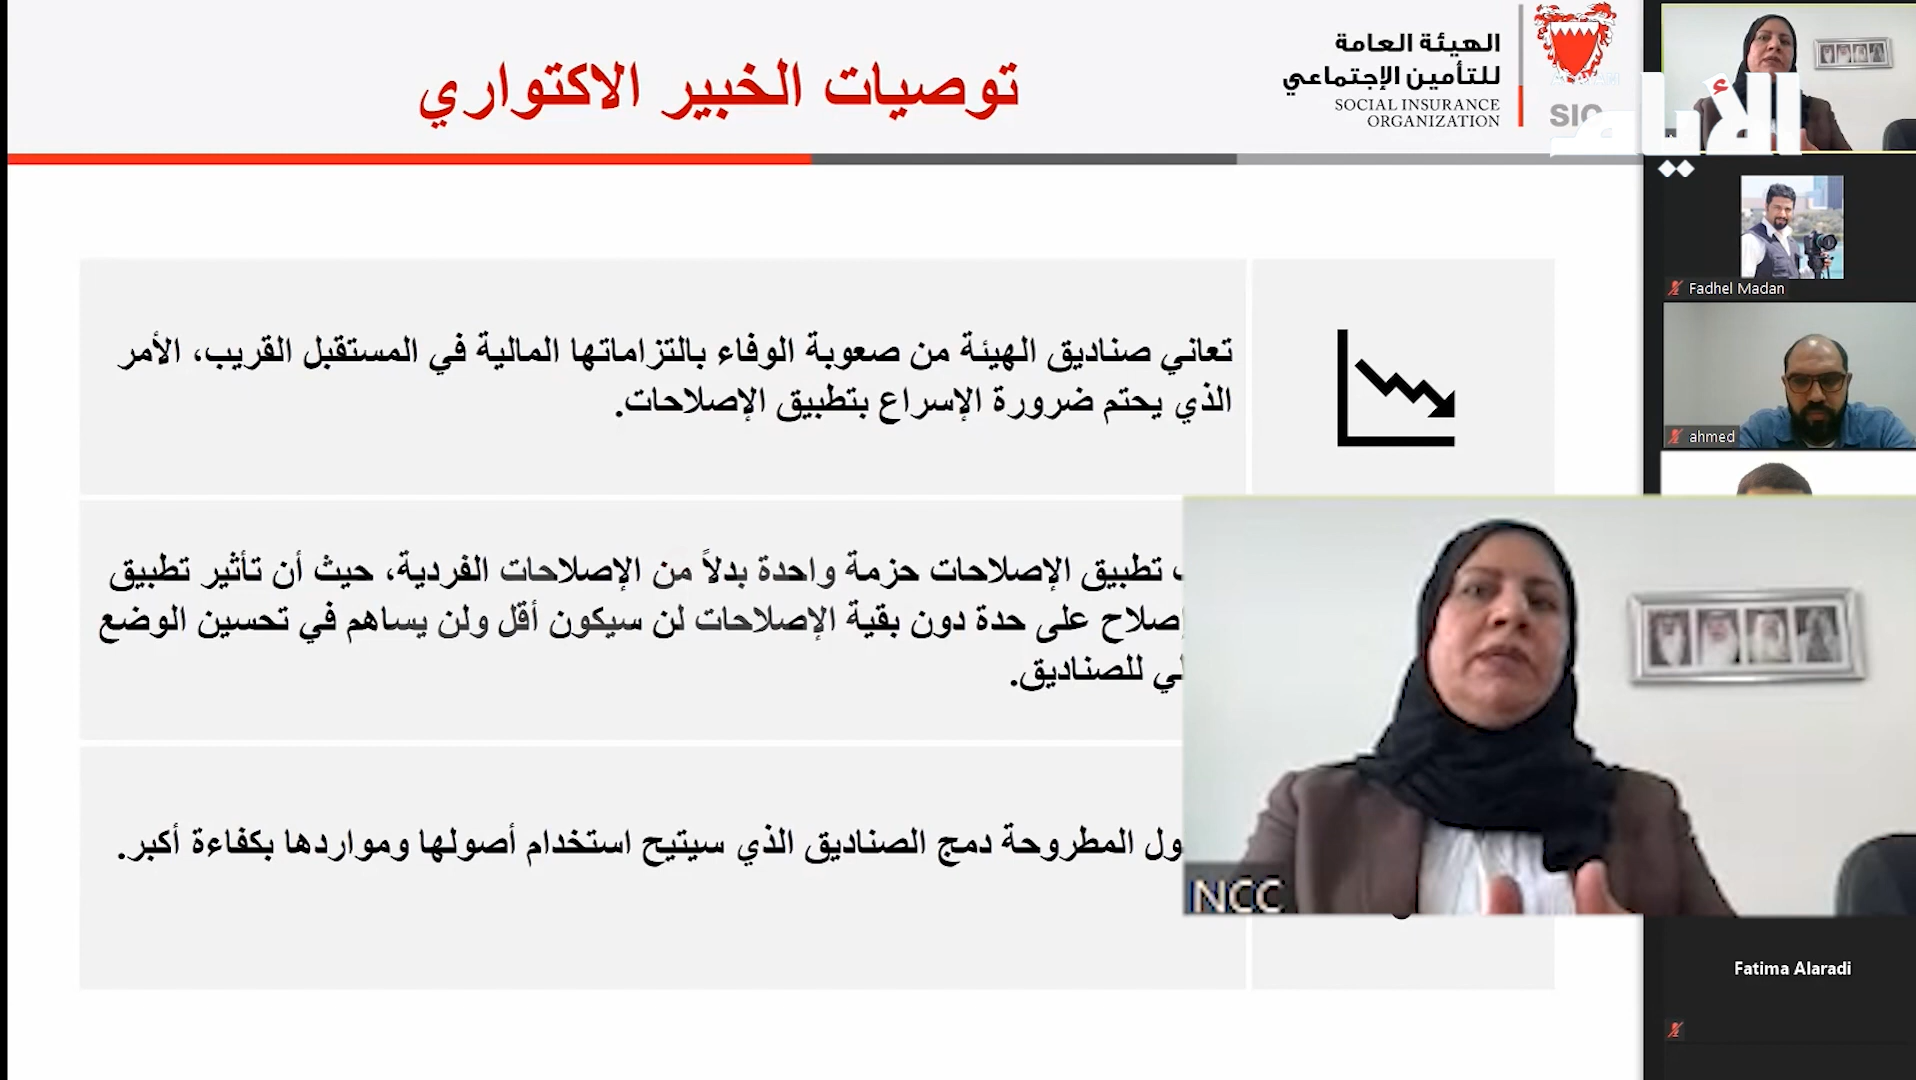 توصيات الخبير الاكتواري
الهيئة العامة
للتأمين الإجتماعي
SOCIAL INSURANCE
ORGANIZATION
SIO
الأيام
تعاني صناديق الهيئة من صعوبة الوفاء بالتزاماتها المالية في المستقبل القريب، الأمر
الذي يحتم ضرورة الإسراع بتطبيق الإصلاحات.
تطبيق الإصلاحات حزمة واحدة بدلاً من الإصلاحات الفردية، حيث أن تأثير تطبيق
على حدة دون بقية الإصلاحات لن سيكون أقل ولن يساهم في تحسين الوضع
للصناديق.
المطروحة دمج الصناديق الذي سيتيح استخدام أصولها ومواردها بكفاءة أكبر.
Fadhel Madan
ahmed
NCC
Fatima Alaradi